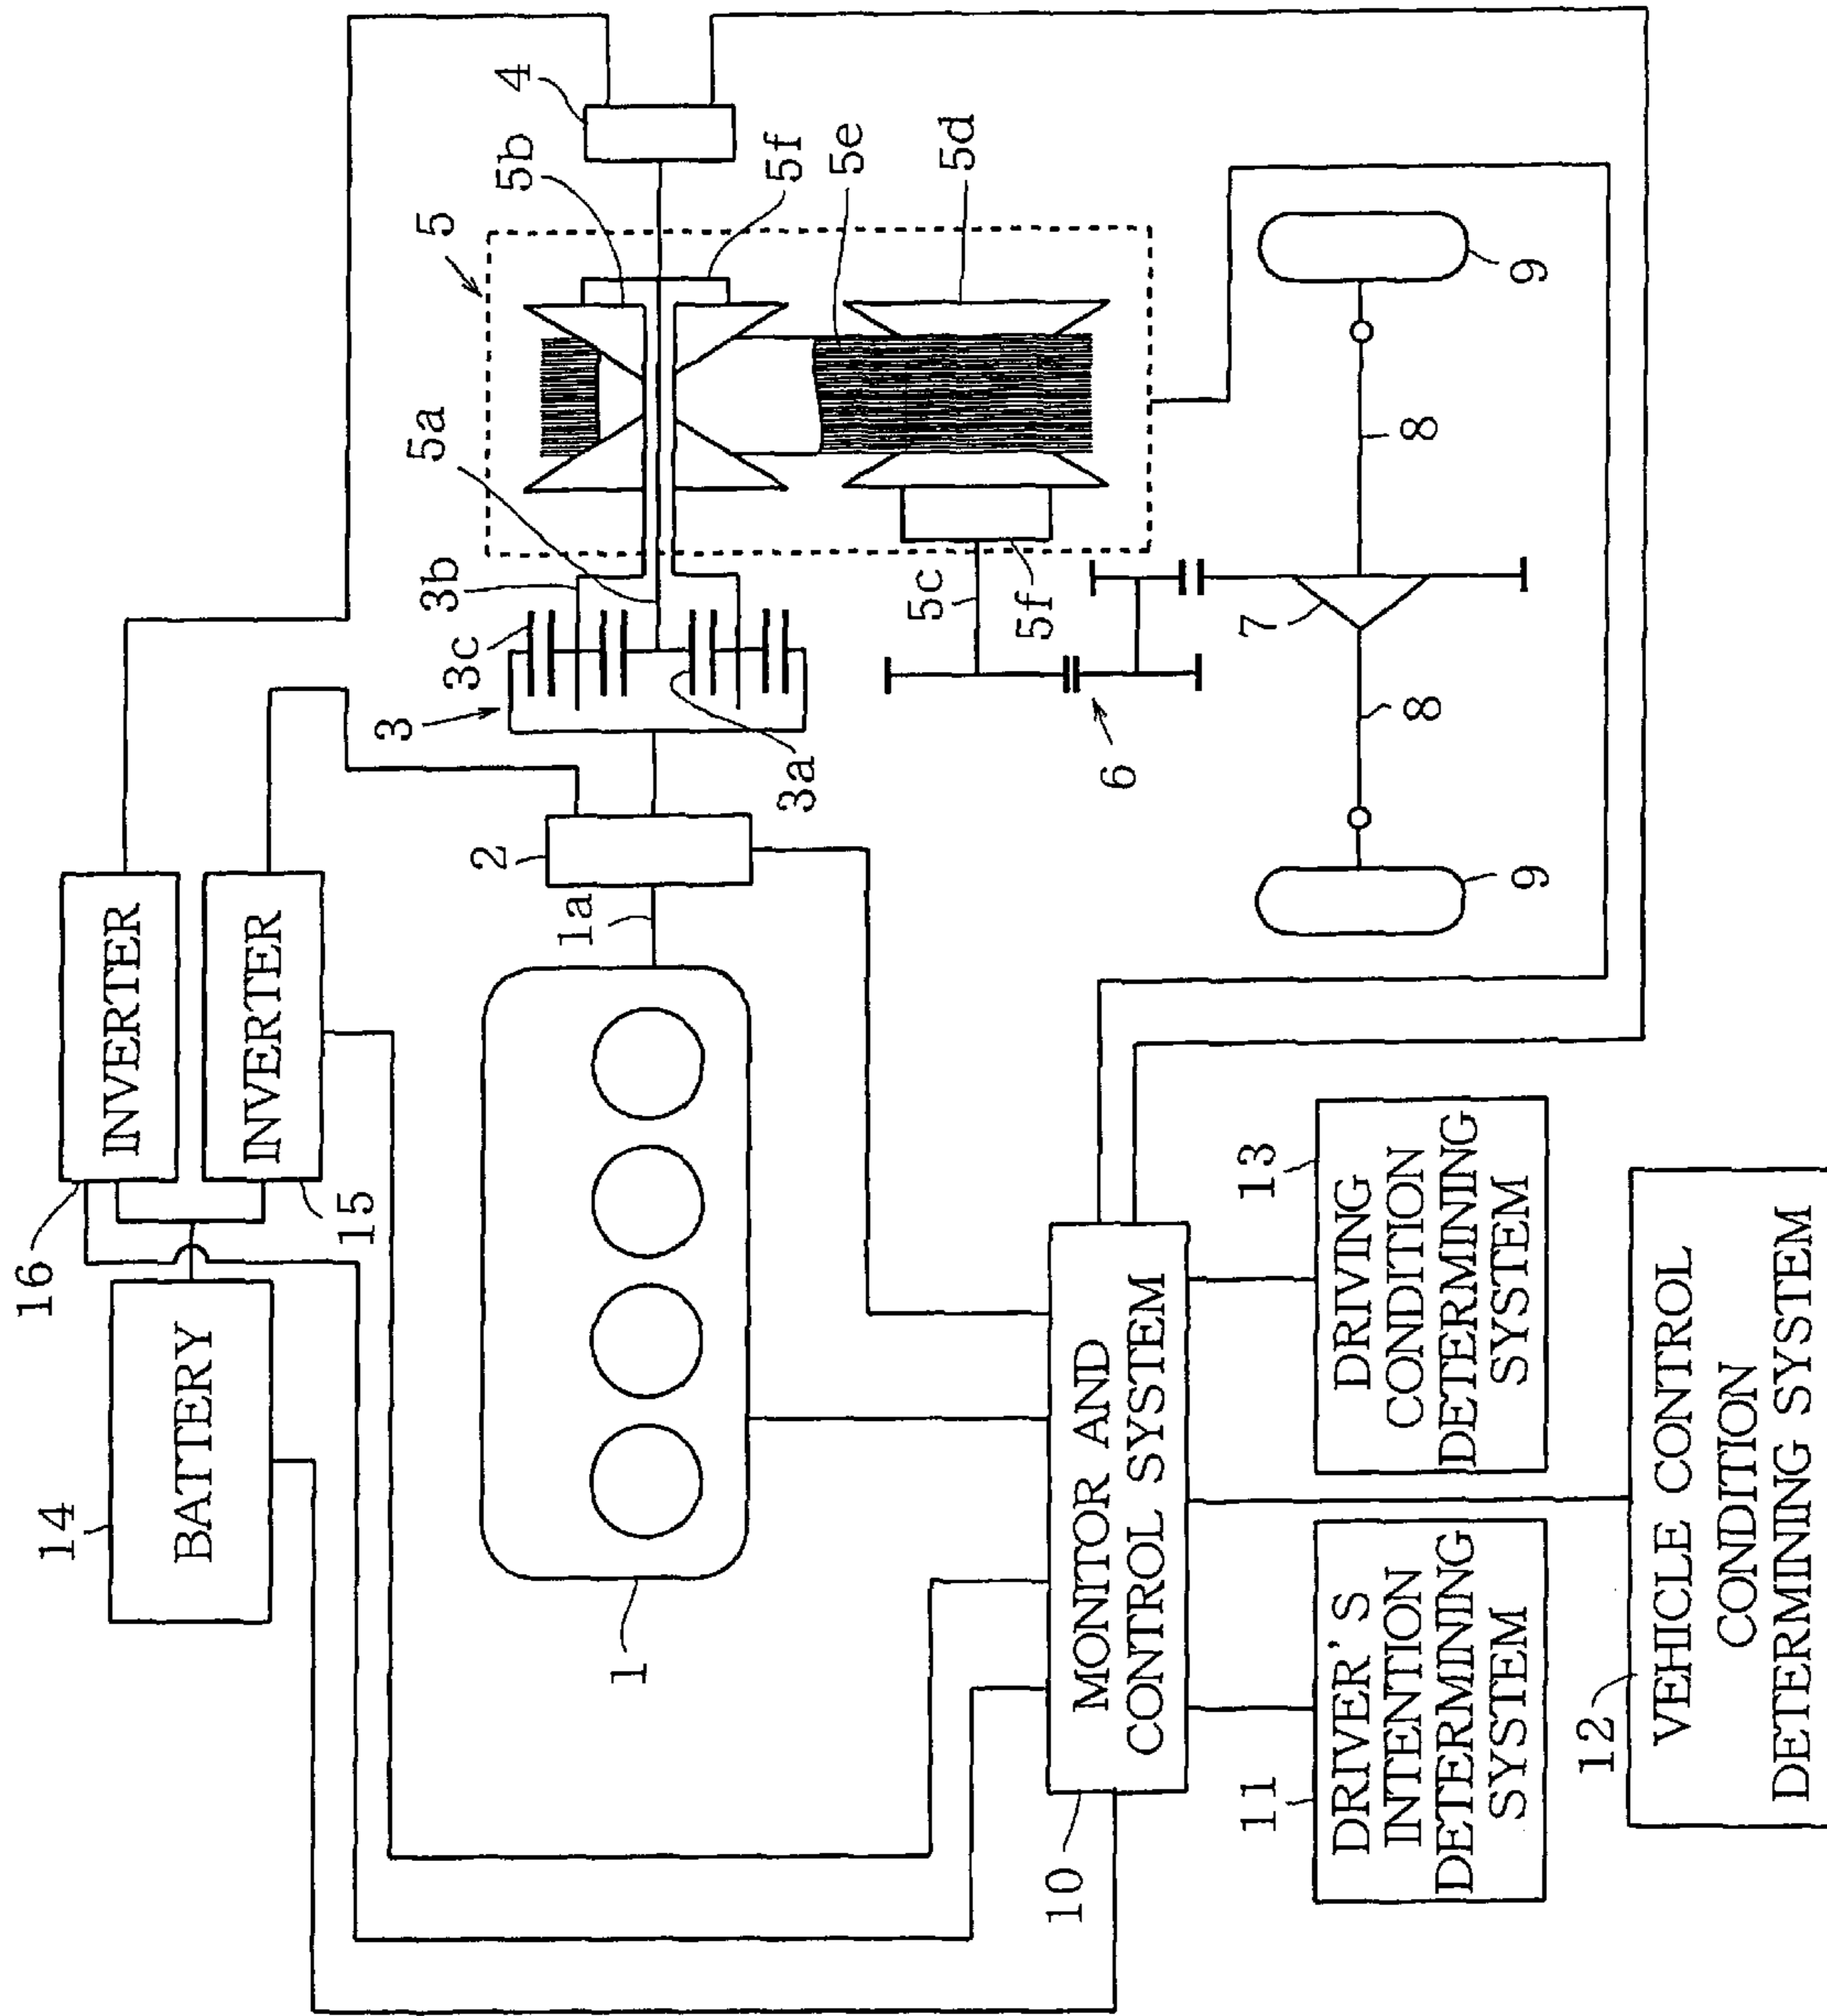 14
BATTERY
16
INVERTER
INVERTER
15
1
1a
2
3
3a
3b
3c
4
5
5a
5b
5f
5e
5d
5c
5f
6
7
8
8
9
9
10
MONITOR AND
CONTROL SYSTEM
11
DRIVER'S
INTENTION
DETERMINING
SYSTEM
13
DRIVING
CONDITION
DETERMINING
SYSTEM
12
VEHICLE CONTROL
CONDITION
DETERMINING SYSTEM